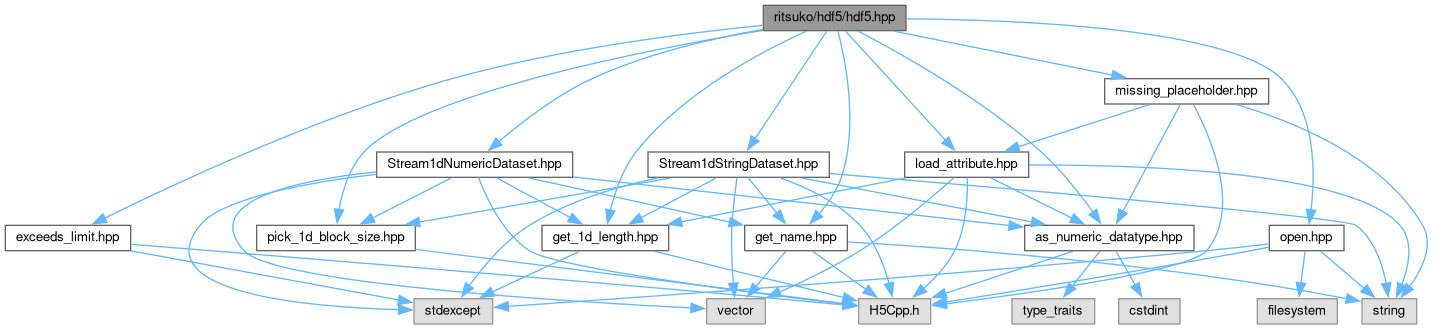 ritsuko/hdf5/hdf5.hpp
missing_placeholder.hpp
Stream1dNumericDataset.hpp
Stream1dStringDataset.hpp
load_attribute.hpp
exceeds_limit.hpp
pick_1d_block_size.hpp
get_1d_length.hpp
get_name.hpp
as_numeric_datatype.hpp
open.hpp
stdexcept
vector
H5Cpp.h
type_traits
cstdint
filesystem
string